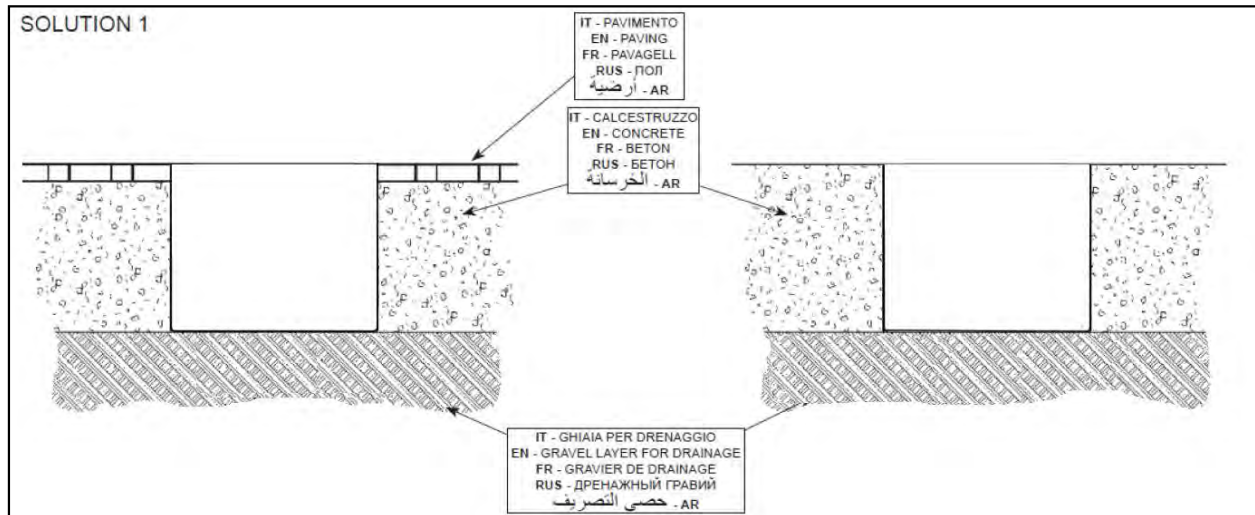 SOLUTION 1
IT - PAVIMENTO
EN - PAVING
FR - PAVAGELL
RUS - ПОЛ
أرضية - AR
IT - CALCESTRUZZO
EN - CONCRETE
FR - BETON
RUS - БЕТОН
الخرسانة - AR
IT - GHIAIA PER DRENAGGIO
EN - GRAVEL LAYER FOR DRAINAGE
FR - GRAVIER DE DRAINAGE
RUS - ДРЕНАЖНЫЙ ГРАВИЙ
حصى التصريف - AR